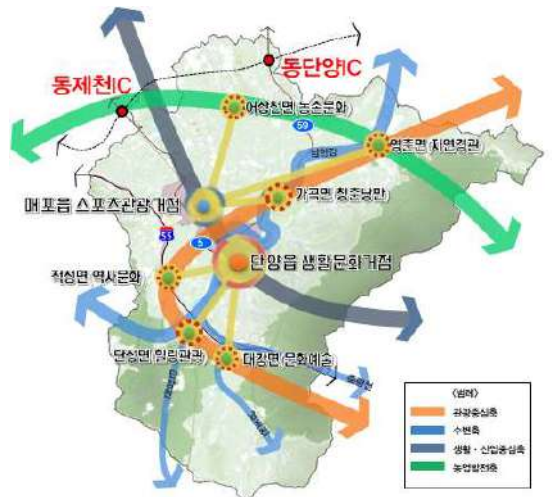 동제천IC
동단양IC
어상천면(농촌문화)
59
남한강
영춘면(자연경관)
가곡면(청춘낭만)
매포읍 스포츠관광거점
55
5
단양읍 생활문화거점
적성면(역사문화)
단성면(힐링관광)
대강면(문화예술)
<범례>
관광중심축
수변축
생활·산업중심축
농업발전축